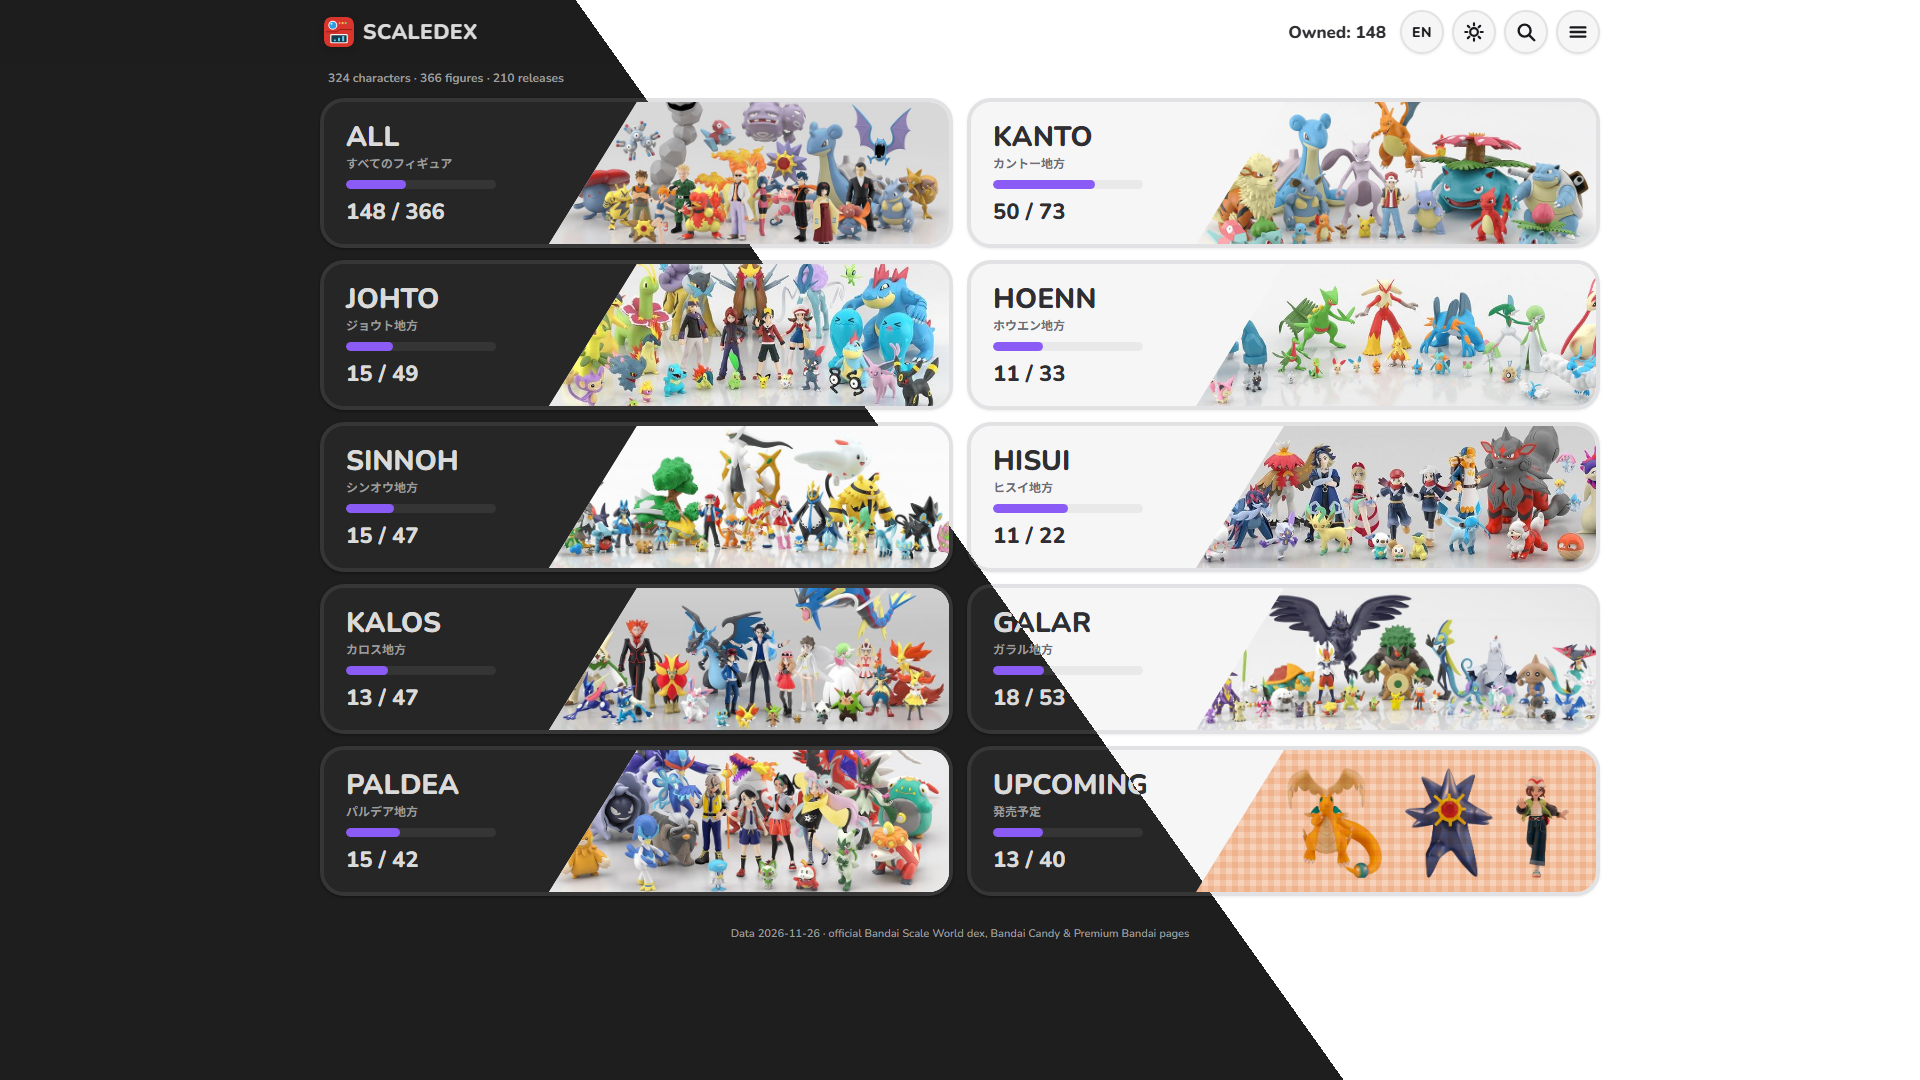 SCALEDEX
Owned: 148
EN
324 characters · 366 figures · 210 releases
ALL
すべてのフィギュア
148 / 366
KANTO
カントー地方
50 / 73
JOHTO
ジョウト地方
15 / 49
HOENN
ホウエン地方
11 / 33
SINNOH
シンオウ地方
15 / 47
HISUI
ヒスイ地方
11 / 22
KALOS
カロス地方
13 / 47
GALAR
ガラル地方
18 / 53
PALDEA
パルデア地方
15 / 42
UPCOMING
発売予定
13 / 40
Data 2026-11-26 · official Bandai Scale World dex, Bandai Candy & Premium Bandai pages